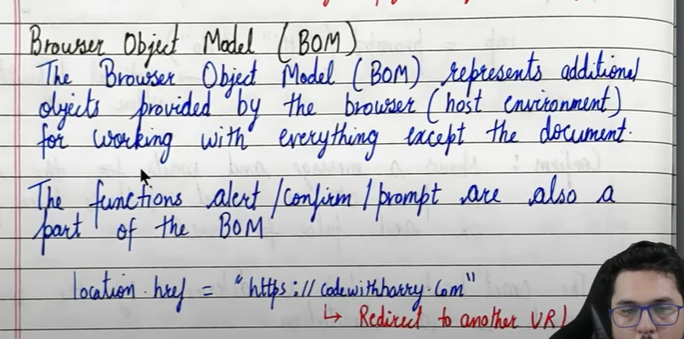 Browser Object Model (BOM)
The Browser Object Model (BOM) represents additional
objects provided by the browser (host environment)
for working with everything except the document.
The functions alert/confirm/prompt are also a
part of the BOM
location.href = "https://codewithharry.com"
↳ Redirect to another URL